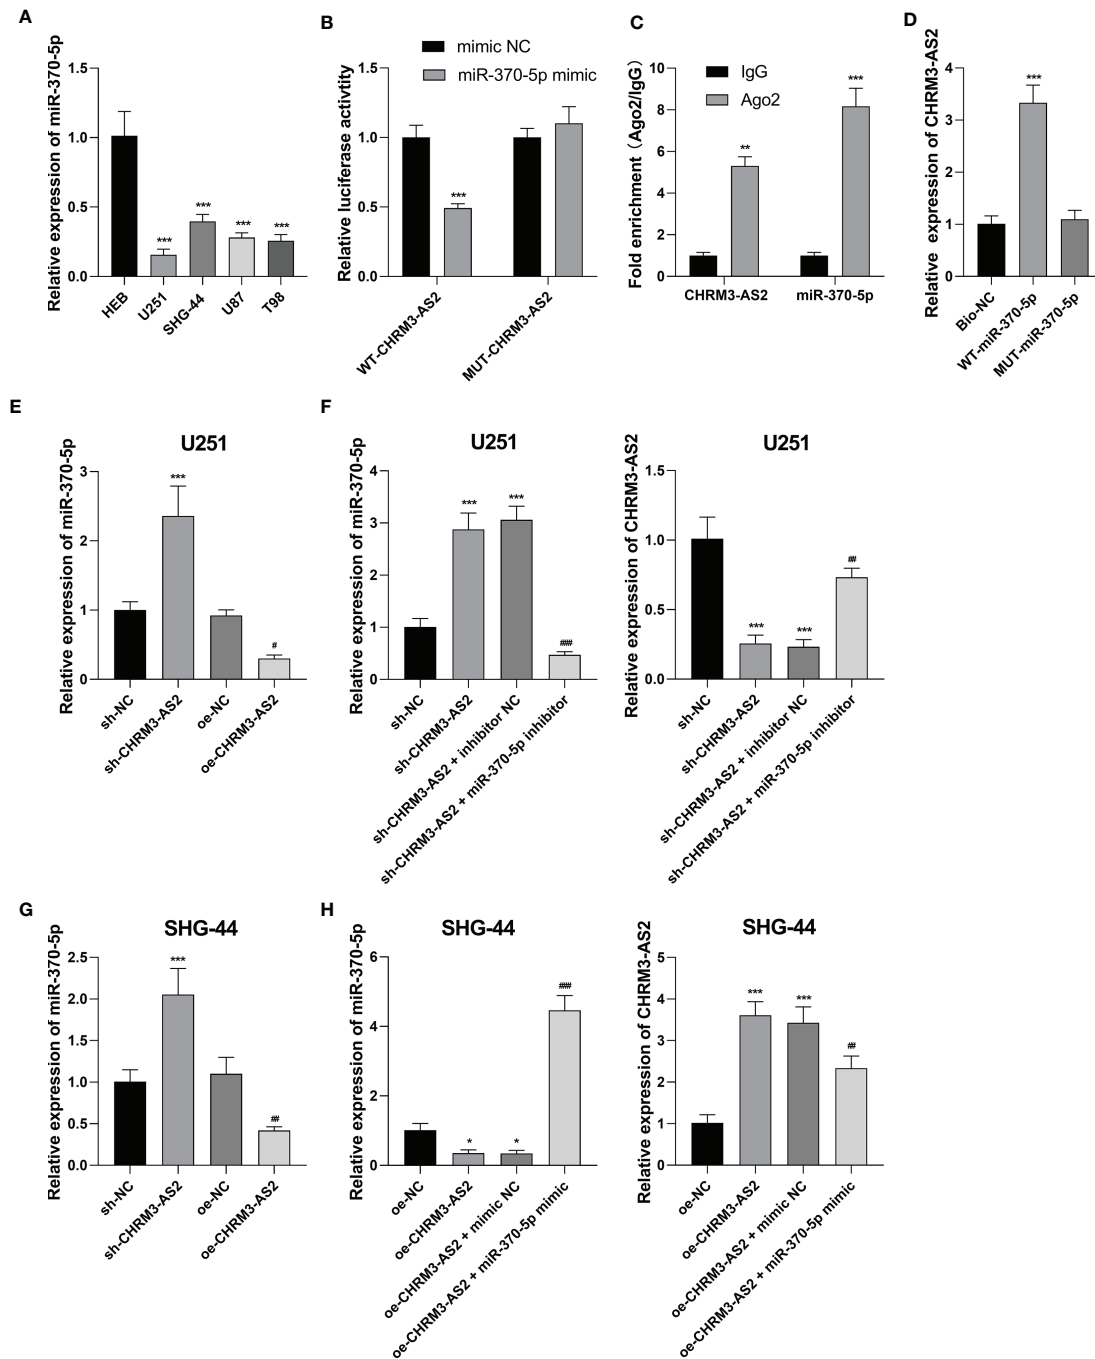 A
Relative expression of miR-370-5p
1.5
1.0
0.5
0.0
***
***
***
***
HEB
U251
SHG-44
U87
T98
B
mimic NC
miR-370-5p mimic
Relative luciferase activtity
1.5
1.0
0.5
0.0
***
WT-CHRM3-AS2
MUT-CHRM3-AS2
C
IgG
Ago2
Fold enrichment（Ago2/IgG）
10
8
6
4
2
0
**
***
CHRM3-AS2
miR-370-5p
D
Relative expression of CHRM3-AS2
4
3
2
1
0
***
Bio-NC
WT-miR-370-5p
MUT-miR-370-5p
E
U251
Relative expression of miR-370-5p
3
2
1
0
***
#
sh-NC
sh-CHRM3-AS2
oe-NC
oe-CHRM3-AS2
F
U251
Relative expression of miR-370-5p
4
3
2
1
0
***
***
###
sh-NC
sh-CHRM3-AS2
sh-CHRM3-AS2 + inhibitor NC
sh-CHRM3-AS2 + miR-370-5p inhibitor
U251
Relative expression of CHRM3-AS2
1.5
1.0
0.5
0.0
***
***
##
sh-NC
sh-CHRM3-AS2
sh-CHRM3-AS2 + inhibitor NC
sh-CHRM3-AS2 + miR-370-5p inhibitor
G
SHG-44
Relative expression of miR-370-5p
2.5
2.0
1.5
1.0
0.5
0.0
***
##
sh-NC
sh-CHRM3-AS2
oe-NC
oe-CHRM3-AS2
H
SHG-44
Relative expression of miR-370-5p
6
4
2
0
*
*
###
oe-NC
oe-CHRM3-AS2
oe-CHRM3-AS2 + mimic NC
oe-CHRM3-AS2 + miR-370-5p mimic
SHG-44
Relative expression of CHRM3-AS2
5
4
3
2
1
0
***
***
##
oe-NC
oe-CHRM3-AS2
oe-CHRM3-AS2 + mimic NC
oe-CHRM3-AS2 + miR-370-5p mimic